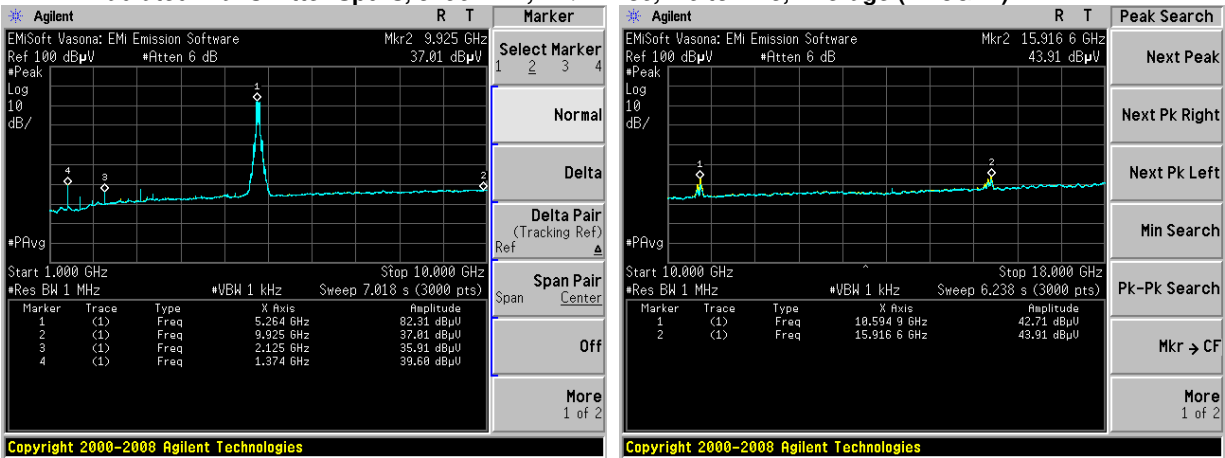 Agilent R T
EMiSoft Vasona: EMi Emission Software Mkr2 9.925 GHz
Ref 100 dBµV #Atten 6 dB 37.01 dBµV
#Peak
Log
10
dB/
1
4
3
2
#PAvg
Start 1.000 GHz Stop 10.000 GHz
#Res BW 1 MHz #VBW 1 kHz Sweep 7.018 s (3000 pts)
Marker Trace Type X Axis Amplitude
1 (1) Freq 5.264 GHz 82.31 dBµV
2 (1) Freq 9.925 GHz 37.01 dBµV
3 (1) Freq 2.125 GHz 35.91 dBµV
4 (1) Freq 1.374 GHz 39.60 dBµV
Copyright 2000-2008 Agilent Technologies
Marker
Select Marker
1 2 3 4
Normal
Delta
Delta Pair
(Tracking Ref)
Ref Δ
Span Pair
Span Center
Off
More
1 of 2
Agilent R T
EMiSoft Vasona: EMi Emission Software Mkr2 15.916 6 GHz
Ref 100 dBµV #Atten 6 dB 43.91 dBµV
#Peak
Log
10
dB/
1
2
#PAvg
Start 10.000 GHz Stop 18.000 GHz
#Res BW 1 MHz #VBW 1 kHz Sweep 6.238 s (3000 pts)
Marker Trace Type X Axis Amplitude
1 (1) Freq 10.594 9 GHz 42.71 dBµV
2 (1) Freq 15.916 6 GHz 43.91 dBµV
Copyright 2000-2008 Agilent Technologies
Peak Search
Next Peak
Next Pk Right
Next Pk Left
Min Search
Pk-Pk Search
Mkr → CF
More
1 of 2